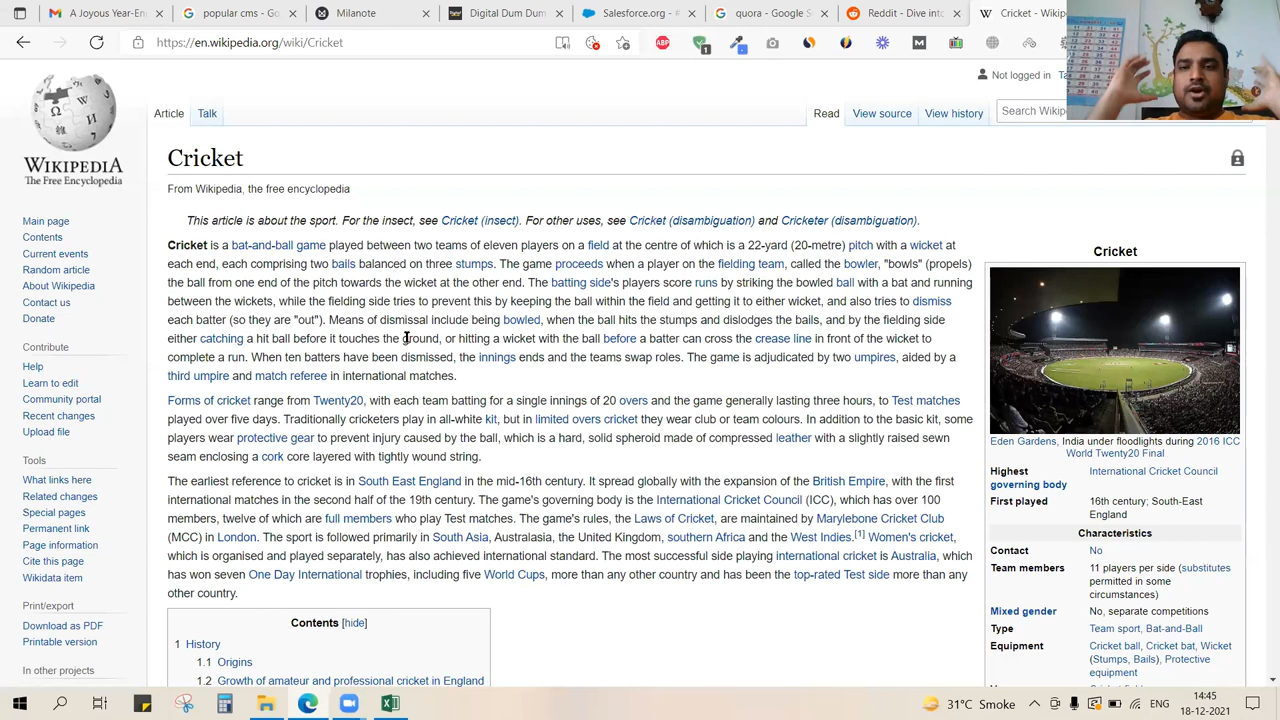 A Joyous Year-En
popular cms - Go
Milanote
Digital Dum Dum
Salesforce.org - #
quora - Google S
Reddit - Dive into
Cricket - Wikip
https://en.wikipedia.org/wiki/Cricket
Not logged in
WIKIPEDIA
The Free Encyclopedia
Main page
Contents
Current events
Random article
About Wikipedia
Contact us
Donate
Contribute
Help
Learn to edit
Community portal
Recent changes
Upload file
Tools
What links here
Related changes
Special pages
Permanent link
Page information
Cite this page
Wikidata item
Print/export
Download as PDF
Printable version
In other projects
Article Talk
Read View source View history Search Wikip
Cricket
From Wikipedia, the free encyclopedia
This article is about the sport. For the insect, see Cricket (insect). For other uses, see Cricket (disambiguation) and Cricketer (disambiguation).
Cricket is a bat-and-ball game played between two teams of eleven players on a field at the centre of which is a 22-yard (20-metre) pitch with a wicket at
each end, each comprising two bails balanced on three stumps. The game proceeds when a player on the fielding team, called the bowler, "bowls" (propels)
the ball from one end of the pitch towards the wicket at the other end. The batting side's players score runs by striking the bowled ball with a bat and running
between the wickets, while the fielding side tries to prevent this by keeping the ball within the field and getting it to either wicket, and also tries to dismiss
each batter (so they are "out"). Means of dismissal include being bowled, when the ball hits the stumps and dislodges the bails, and by the fielding side
either catching a hit ball before it touches the ground, or hitting a wicket with the ball before a batter can cross the crease line in front of the wicket to
complete a run. When ten batters have been dismissed, the innings ends and the teams swap roles. The game is adjudicated by two umpires, aided by a
third umpire and match referee in international matches.
Forms of cricket range from Twenty20, with each team batting for a single innings of 20 overs and the game generally lasting three hours, to Test matches
played over five days. Traditionally cricketers play in all-white kit, but in limited overs cricket they wear club or team colours. In addition to the basic kit, some
players wear protective gear to prevent injury caused by the ball, which is a hard, solid spheroid made of compressed leather with a slightly raised sewn
seam enclosing a cork core layered with tightly wound string.
The earliest reference to cricket is in South East England in the mid-16th century. It spread globally with the expansion of the British Empire, with the first
international matches in the second half of the 19th century. The game's governing body is the International Cricket Council (ICC), which has over 100
members, twelve of which are full members who play Test matches. The game's rules, the Laws of Cricket, are maintained by Marylebone Cricket Club
(MCC) in London. The sport is followed primarily in South Asia, Australasia, the United Kingdom, southern Africa and the West Indies.[1] Women's cricket,
which is organised and played separately, has also achieved international standard. The most successful side playing international cricket is Australia, which
has won seven One Day International trophies, including five World Cups, more than any other country and has been the top-rated Test side more than any
other country.
Contents [hide]
1 History
1.1 Origins
1.2 Growth of amateur and professional cricket in England
Cricket
Eden Gardens, India under floodlights during 2016 ICC
World Twenty20 Final
Highest International Cricket Council
governing body
First played 16th century; South-East
England
Characteristics
Contact No
Team members 11 players per side (substitutes
permitted in some
circumstances)
Mixed gender No, separate competitions
Type Team sport, Bat-and-Ball
Equipment Cricket ball, Cricket bat, Wicket
(Stumps, Bails), Protective
equipment
31°C Smoke
ENG
14:45
18-12-2021